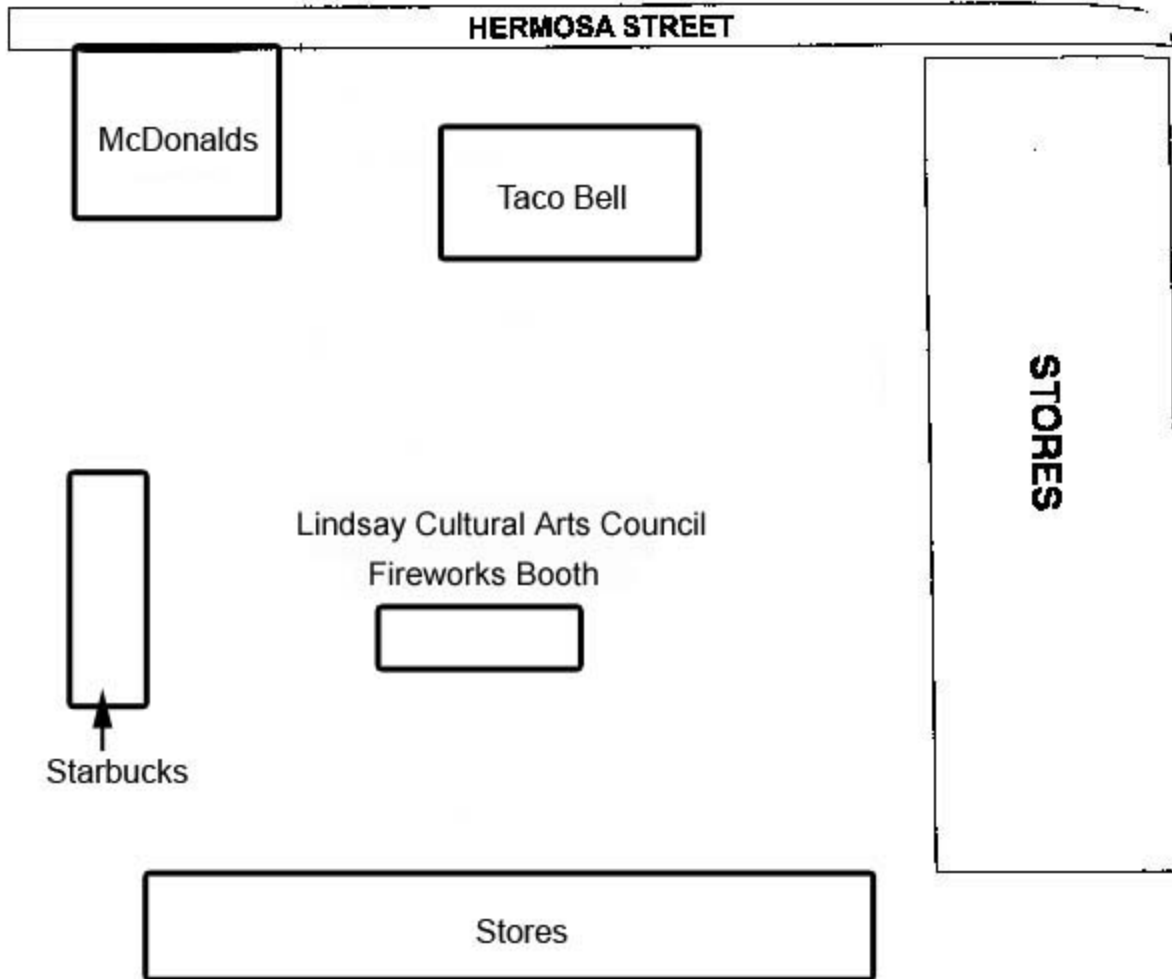 HERMOSA STREET
McDonalds
Taco Bell
STORES
Lindsay Cultural Arts Council
Fireworks Booth
Starbucks
Stores